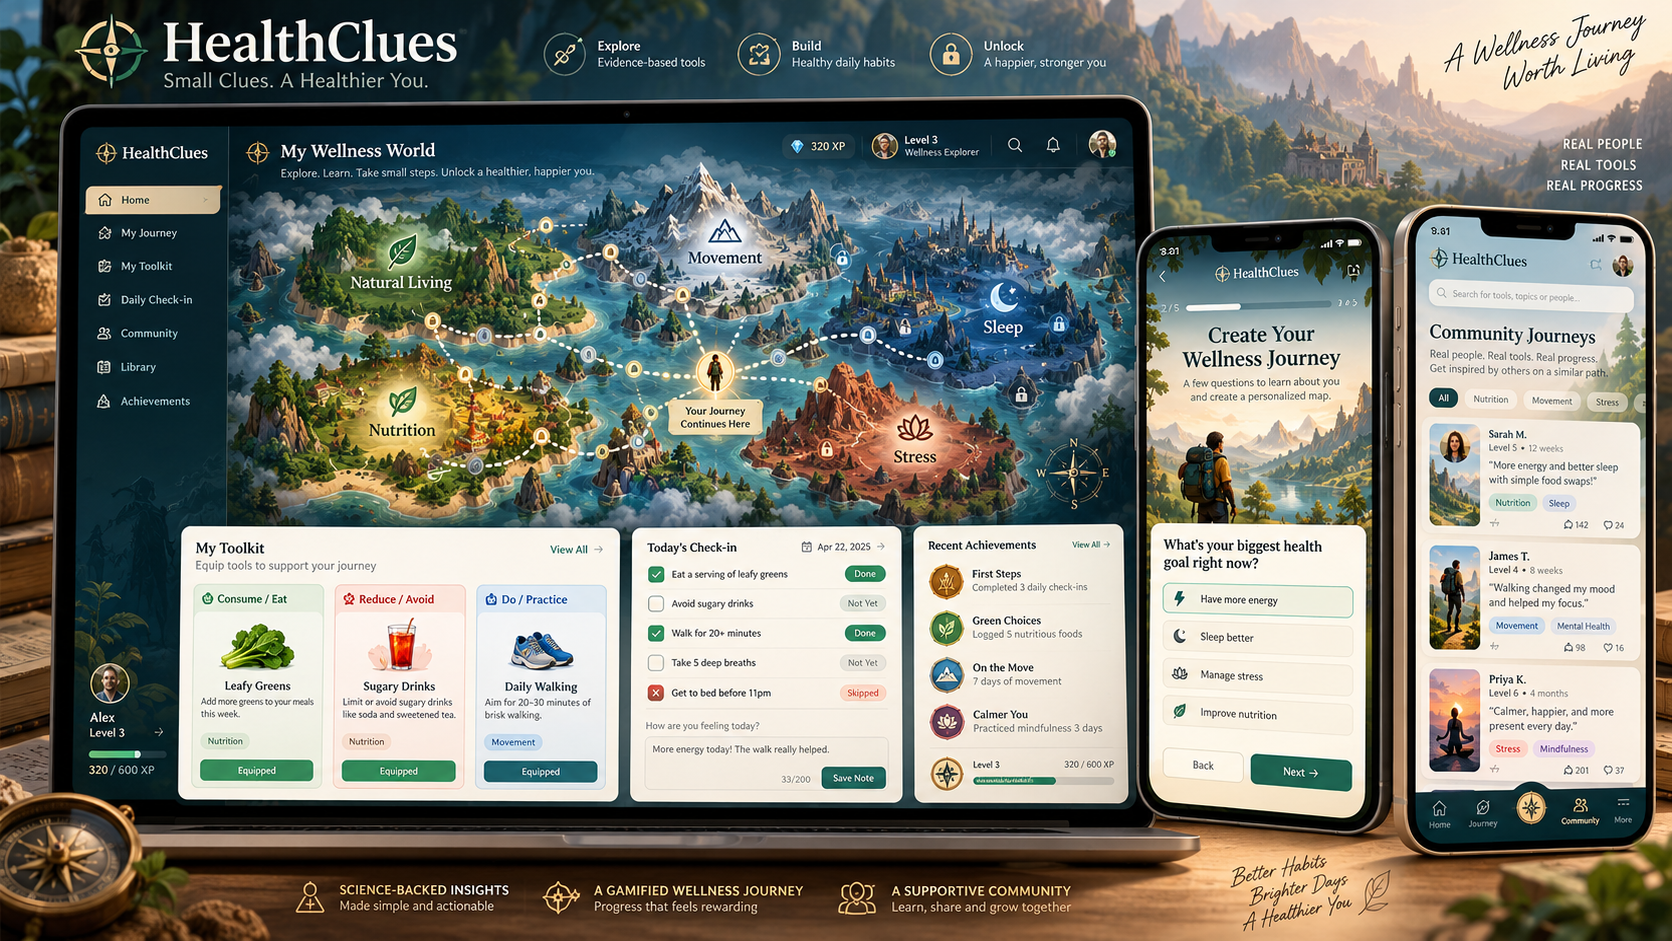 HealthClues
Small Clues. A Healthier You.
Explore
Evidence-based tools
Build
Healthy daily habits
Unlock
A happier, stronger you
A Wellness Journey
Worth Living
REAL PEOPLE
REAL TOOLS
REAL PROGRESS
HealthClues
Home
My Journey
My Toolkit
Daily Check-in
Community
Library
Achievements
Alex
Level 3
320 / 600 XP
My Wellness World
Explore. Learn. Take small steps. Unlock a healthier, happier you.
320 XP
Level 3
Wellness Explorer
Natural Living
Movement
Sleep
Nutrition
Your Journey
Continues Here
Stress
N
W E
S
My Toolkit
View All
Equip tools to support your journey
Consume / Eat
Leafy Greens
Add more greens to your meals
this week.
Nutrition
Equipped
Reduce / Avoid
Sugary Drinks
Limit or avoid sugary drinks
like soda and sweetened tea.
Nutrition
Equipped
Do / Practice
Daily Walking
Aim for 20–30 minutes of
brisk walking.
Movement
Equipped
Today's Check-in
Apr 22, 2025
Eat a serving of leafy greens Done
Avoid sugary drinks Not Yet
Walk for 20+ minutes Done
Take 5 deep breaths Not Yet
Get to bed before 11pm Skipped
How are you feeling today?
More energy today! The walk really helped.
33/200
Save Note
Recent Achievements
View All
First Steps
Completed 3 daily check-ins
Green Choices
Logged 5 nutritious foods
On the Move
7 days of movement
Calmer You
Practiced mindfulness 3 days
Level 3 320 / 600 XP
HealthClues
2/5
Create Your
Wellness Journey
A few questions to learn about you
and create a personalized map.
What's your biggest health
goal right now?
Have more energy
Sleep better
Manage stress
Improve nutrition
Back
Next
HealthClues
Search for tools, topics or people...
Community Journeys
Real people. Real tools. Real progress.
Get inspired by others on a similar path.
All Nutrition Movement Stress
Sarah M.
Level 5 • 12 weeks
"More energy and better sleep
with simple food swaps!"
Nutrition Sleep
142 24
James T.
Level 4 • 8 weeks
"Walking changed my mood
and helped my focus."
Movement Mental Health
98 16
Priya K.
Level 6 • 4 months
"Calmer, happier, and more
present every day."
Stress Mindfulness
201 37
Home Journey Community More
SCIENCE-BACKED INSIGHTS
Made simple and actionable
A GAMIFIED WELLNESS JOURNEY
Progress that feels rewarding
A SUPPORTIVE COMMUNITY
Learn, share and grow together
Better Habits
Brighter Days
A Healthier You